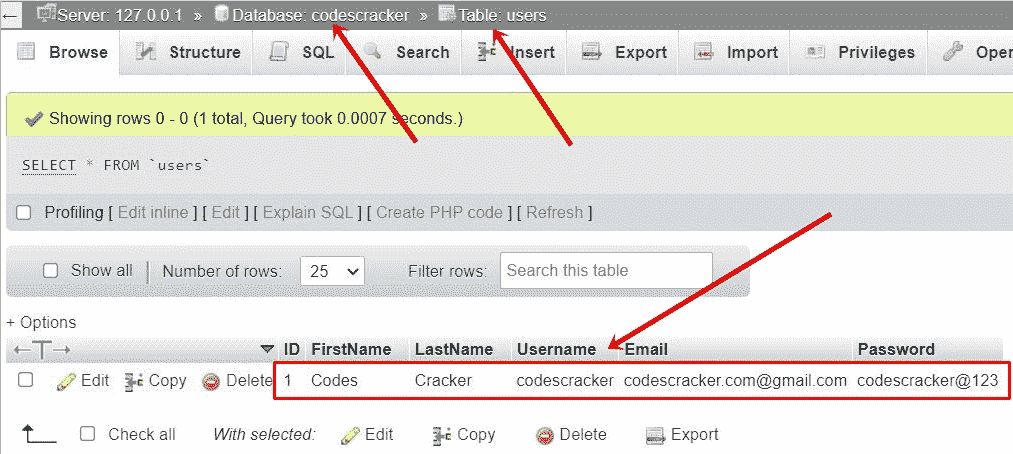 ← Server: 127.0.0.1 » Database: codescracker » Table: users
Browse Structure SQL Search Insert Export Import Privileges Oper
Showing rows 0 - 0 (1 total, Query took 0.0007 seconds.)
SELECT * FROM `users`
Profiling [ Edit inline ] [ Edit ] [ Explain SQL ] [ Create PHP code ] [ Refresh ]
Show all Number of rows: 25 Filter rows: Search this table
+ Options
←T→ ID FirstName LastName Username Email Password
Edit Copy Delete 1 Codes Cracker codescracker codescracker.com@gmail.com codescracker@123
Check all With selected: Edit Copy Delete Export